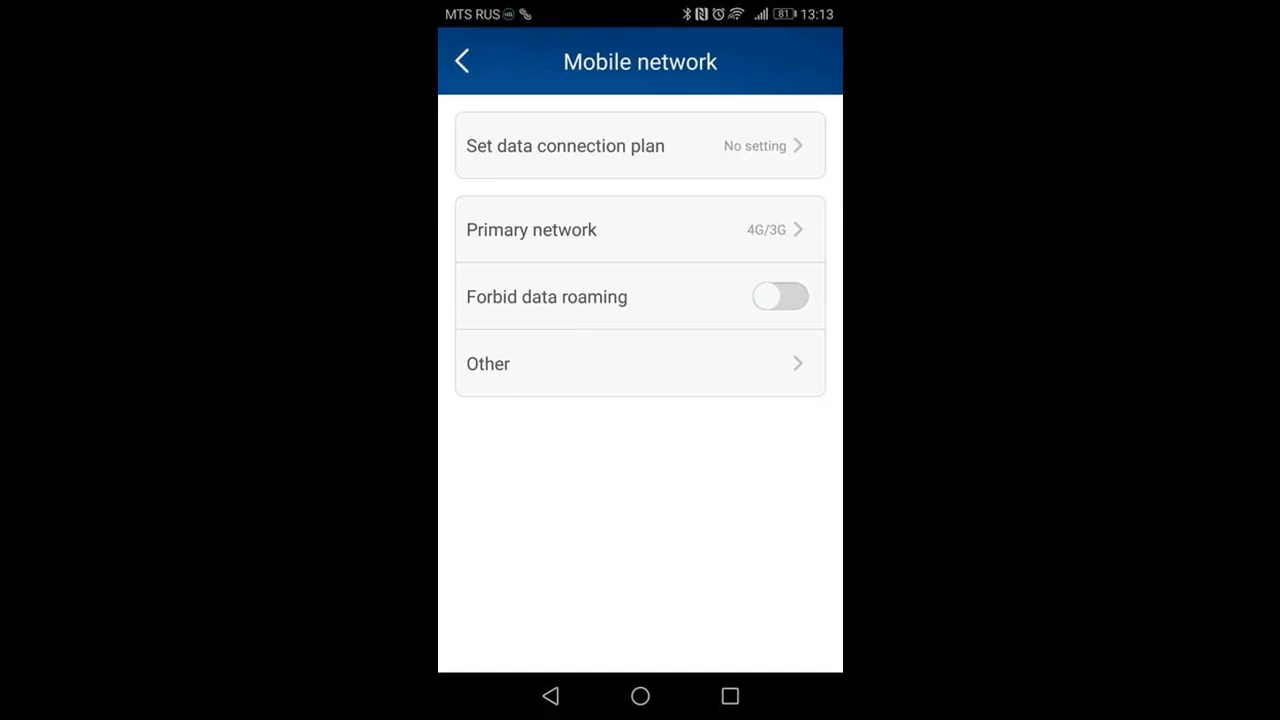 MTS RUS
81 13:13
Mobile network
Set data connection plan No setting
Primary network 4G/3G
Forbid data roaming
Other